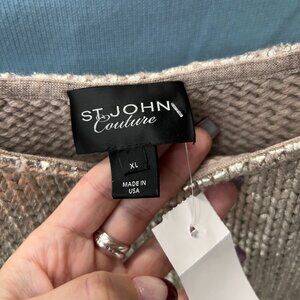 ST. JOHN
Couture
XL
MADE IN
USA